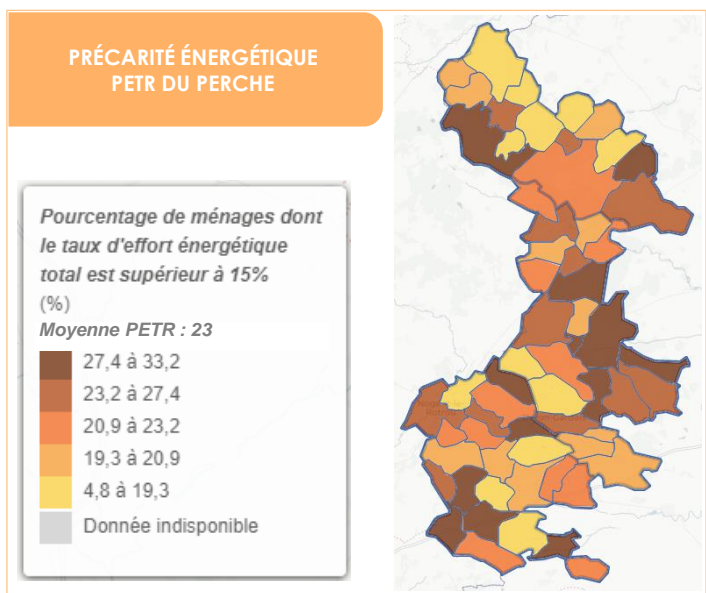 PRÉCARITÉ ÉNERGÉTIQUE
PETR DU PERCHE
Pourcentage de ménages dont
le taux d'effort énergétique
total est supérieur à 15%
(%)
Moyenne PETR : 23
27,4 à 33,2
23,2 à 27,4
20,9 à 23,2
19,3 à 20,9
4,8 à 19,3
Donnée indisponible